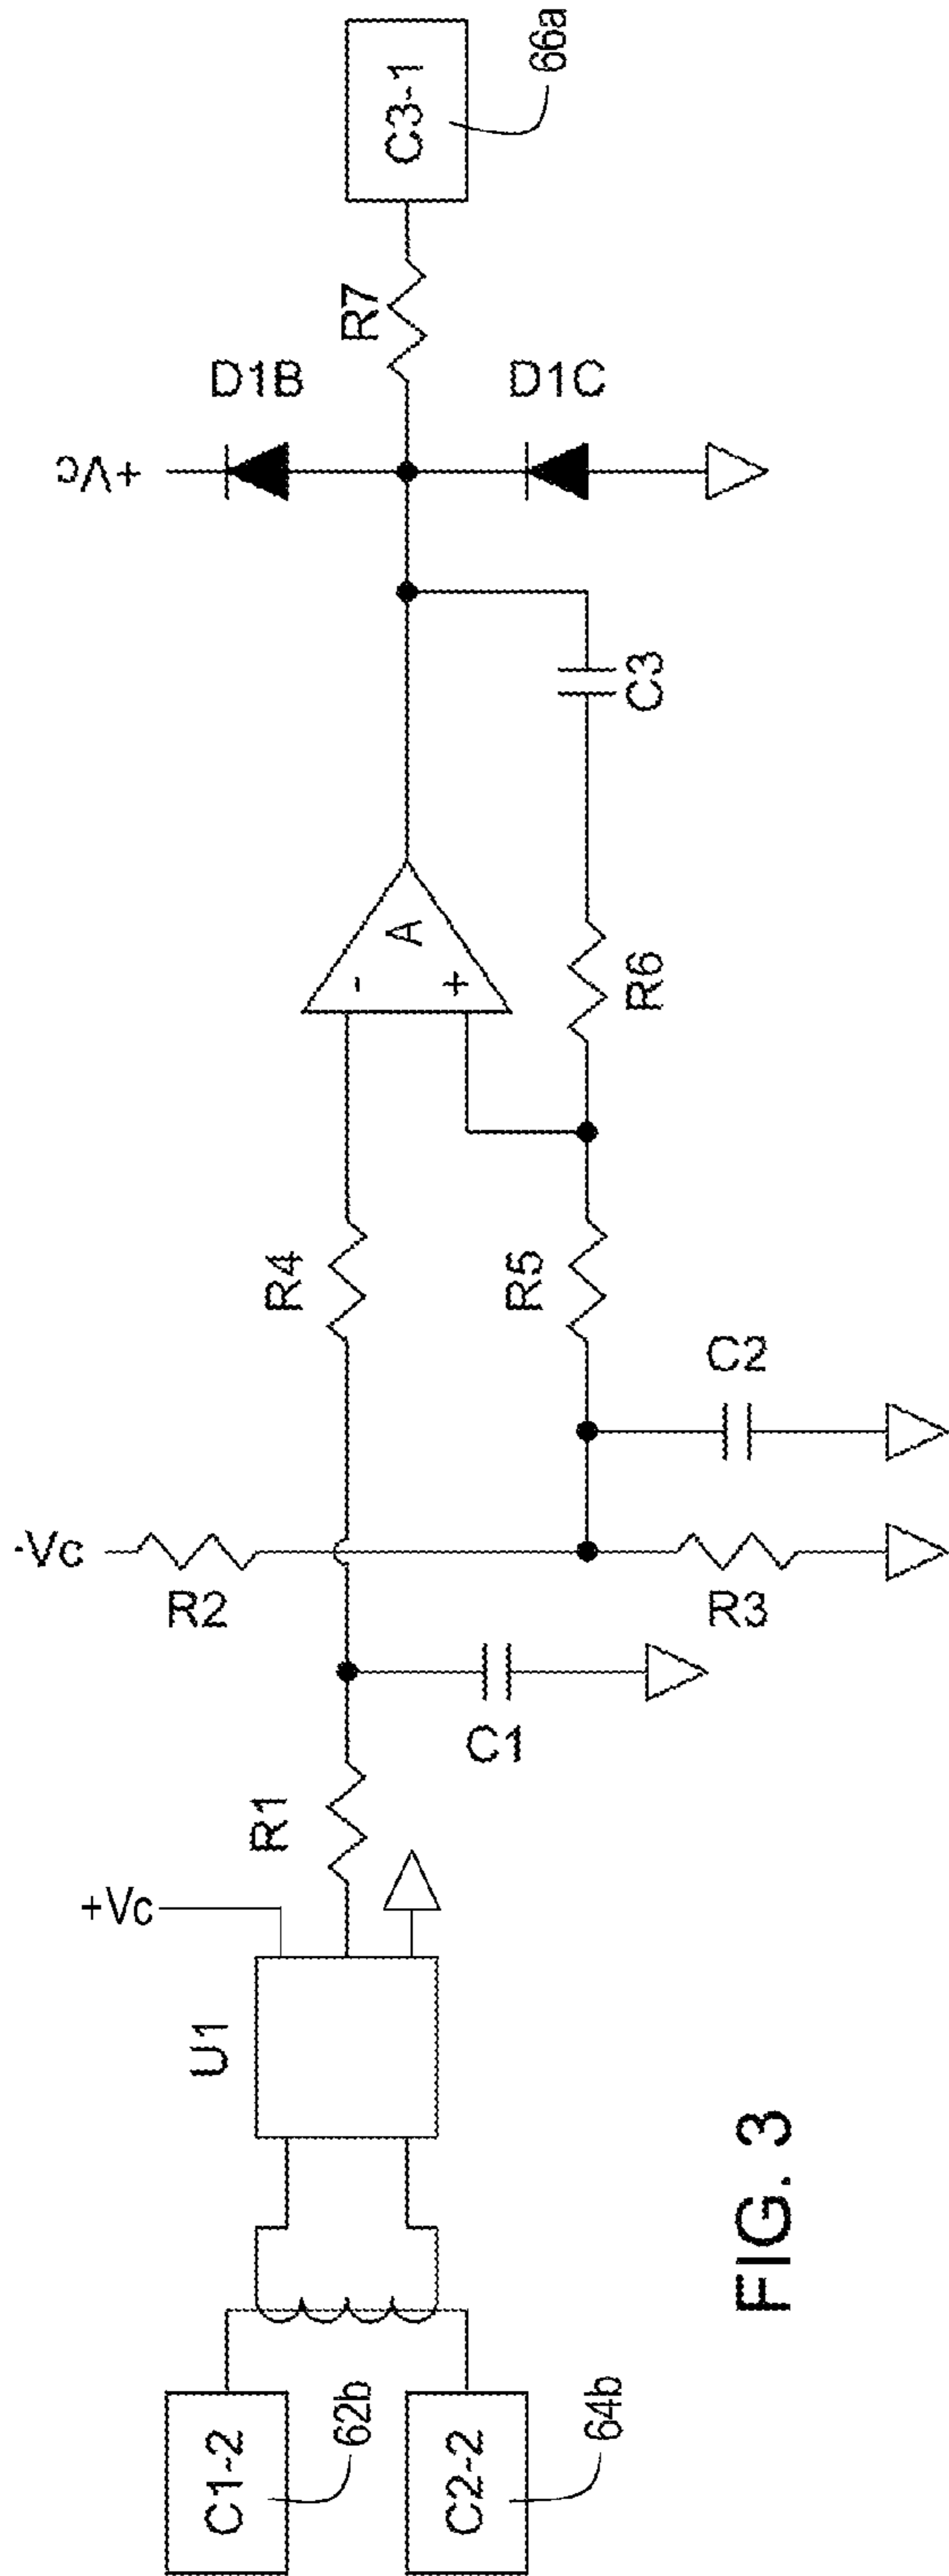 C1-2
62b
C2-2
64b
U1
+Vc
R1
C1
-Vc
R2
R3
C2
R4
R5
-
+
A
R6
C3
+Vc
D1B
D1C
R7
C3-1
66a
FIG. 3